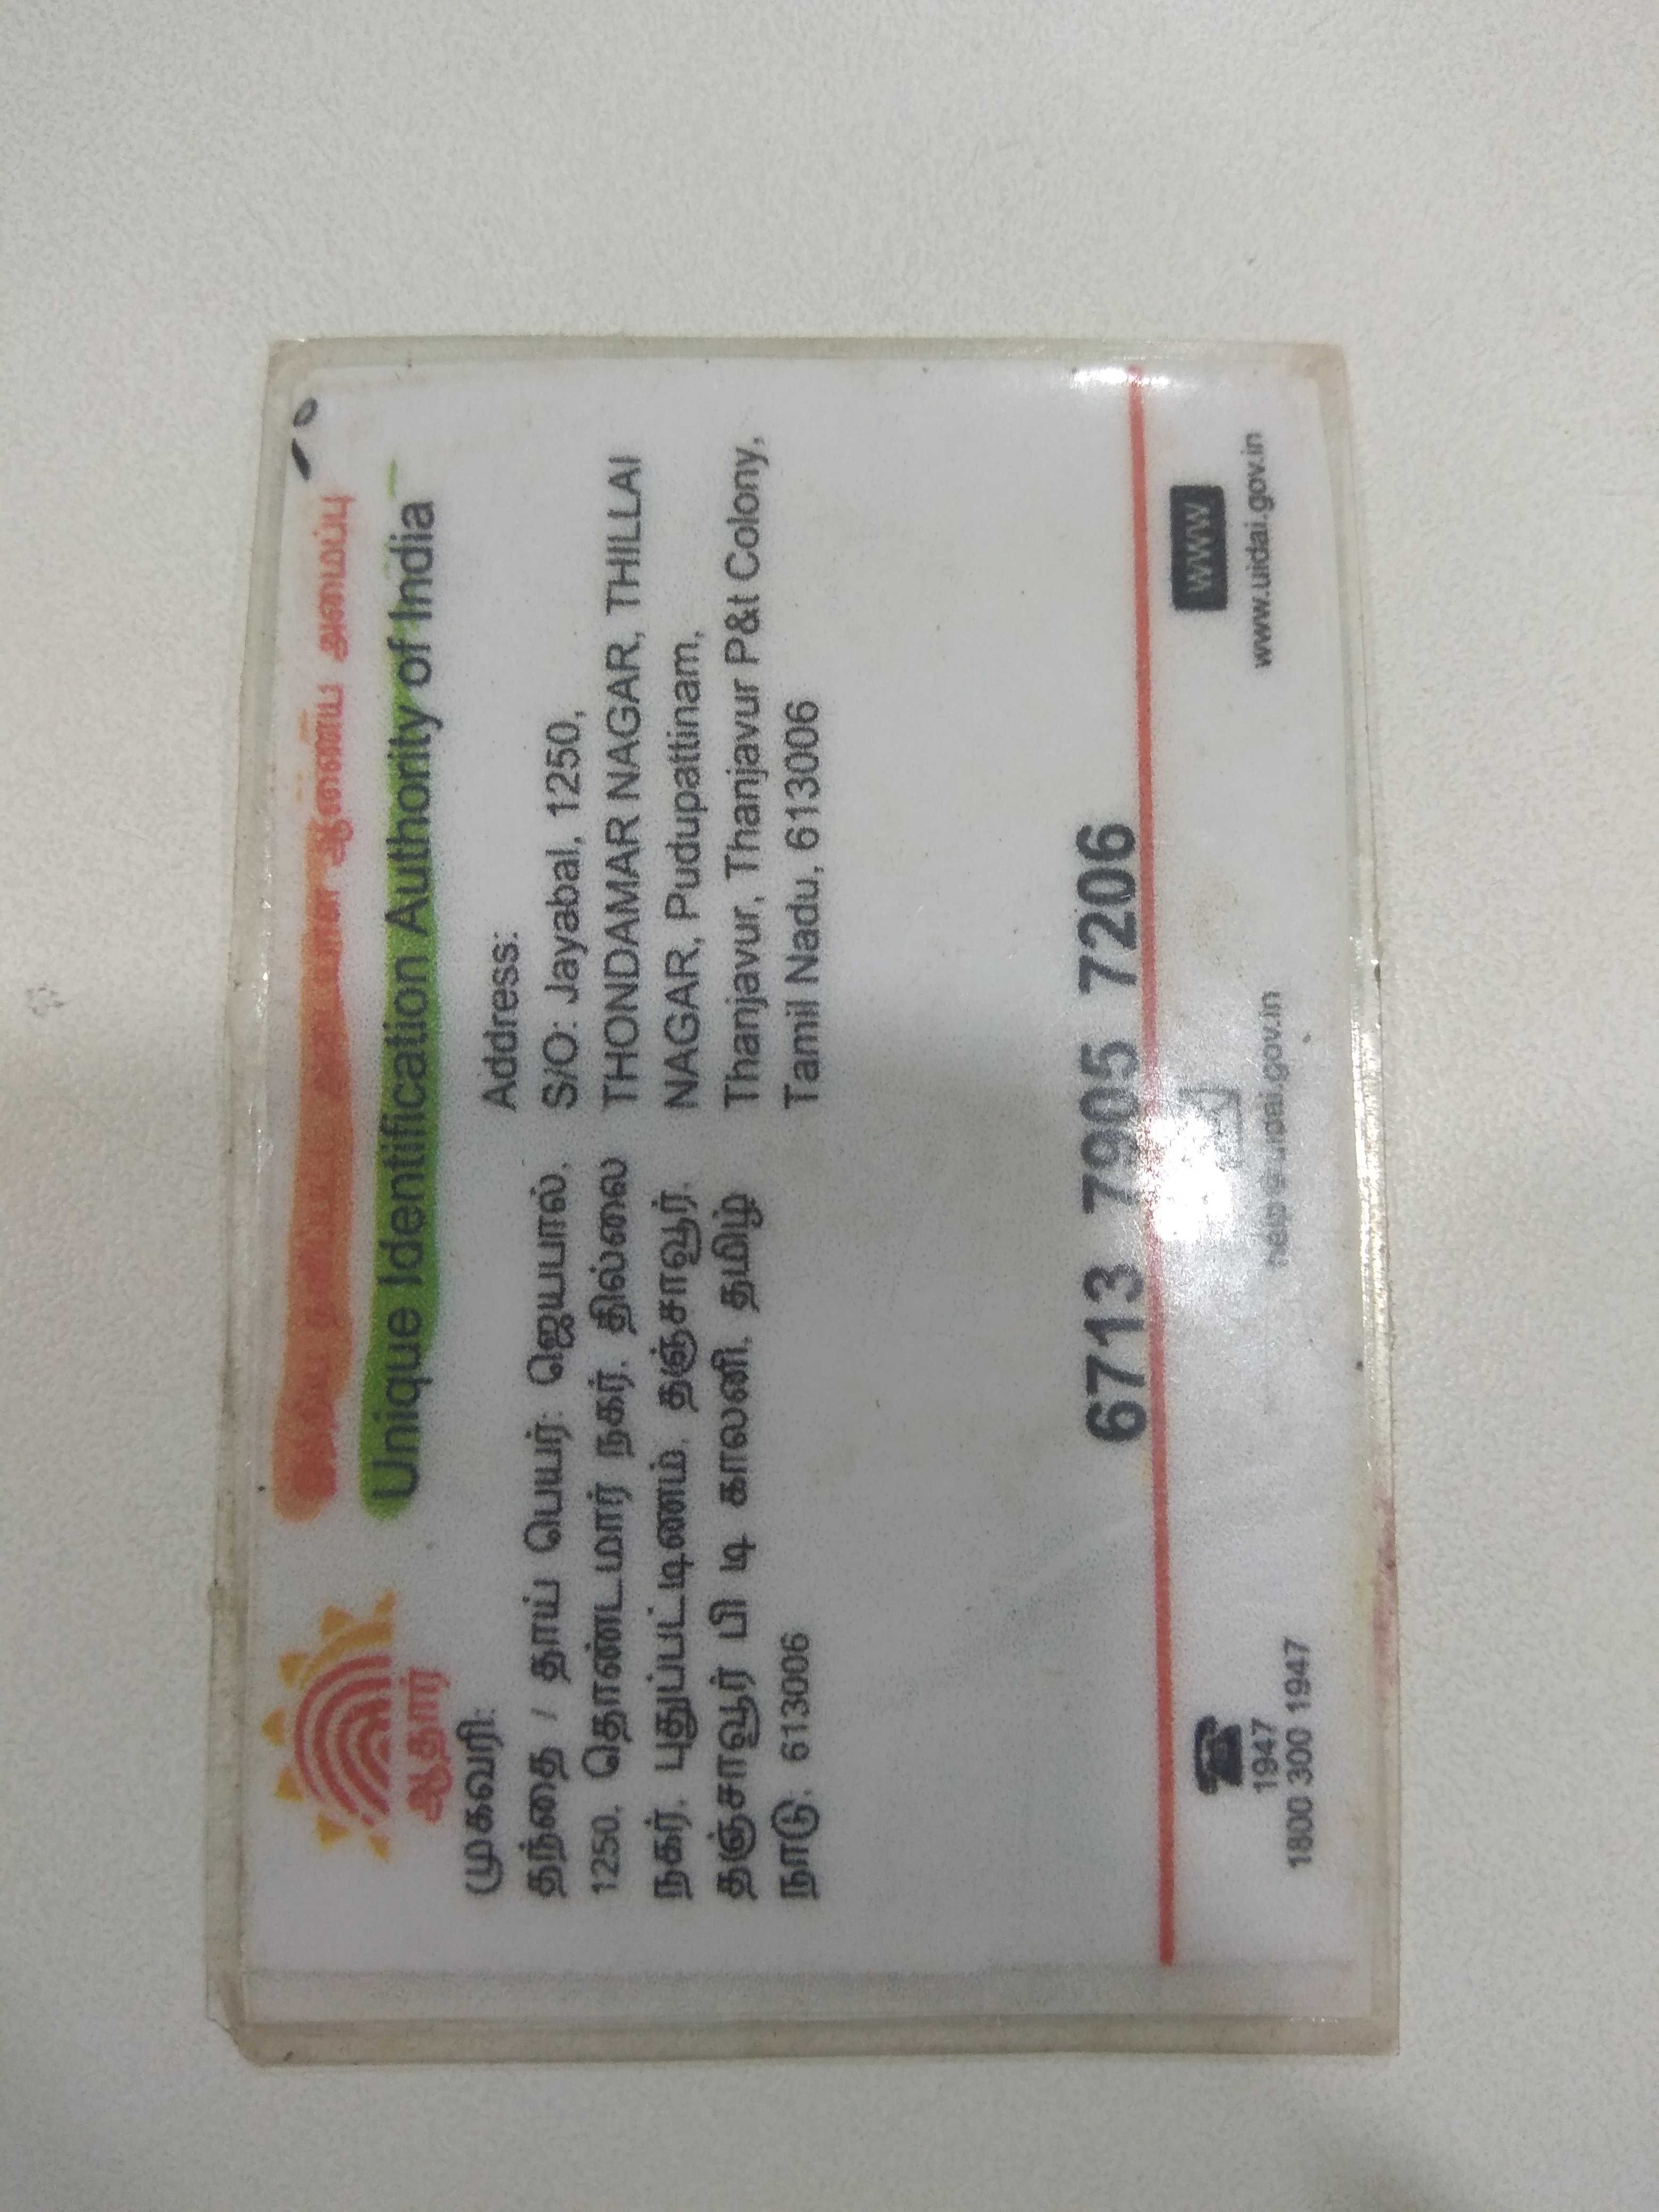 ஆணைய அமைப்பு
Unique Identification Authority of India
ஆதார்
முகவரி:
தந்தை / தாய் பெயர்: ஜெயபால்,
1250, தொண்டமார் நகர், தில்லை
நகர், புதுப்பட்டிணம், தஞ்சாவூர்,
தஞ்சாவூர் பி டி காலனி, தமிழ்
நாடு, 613006
Address:
S/O: Jayabal, 1250,
THONDAMAR NAGAR, THILLAI
NAGAR, Pudupattinam,
Thanjavur, Thanjavur P&t Colony,
Tamil Nadu, 613006
6713 7905 7206
1947
1800 300 1947
help@uidai.gov.in
WWW
www.uidai.gov.in